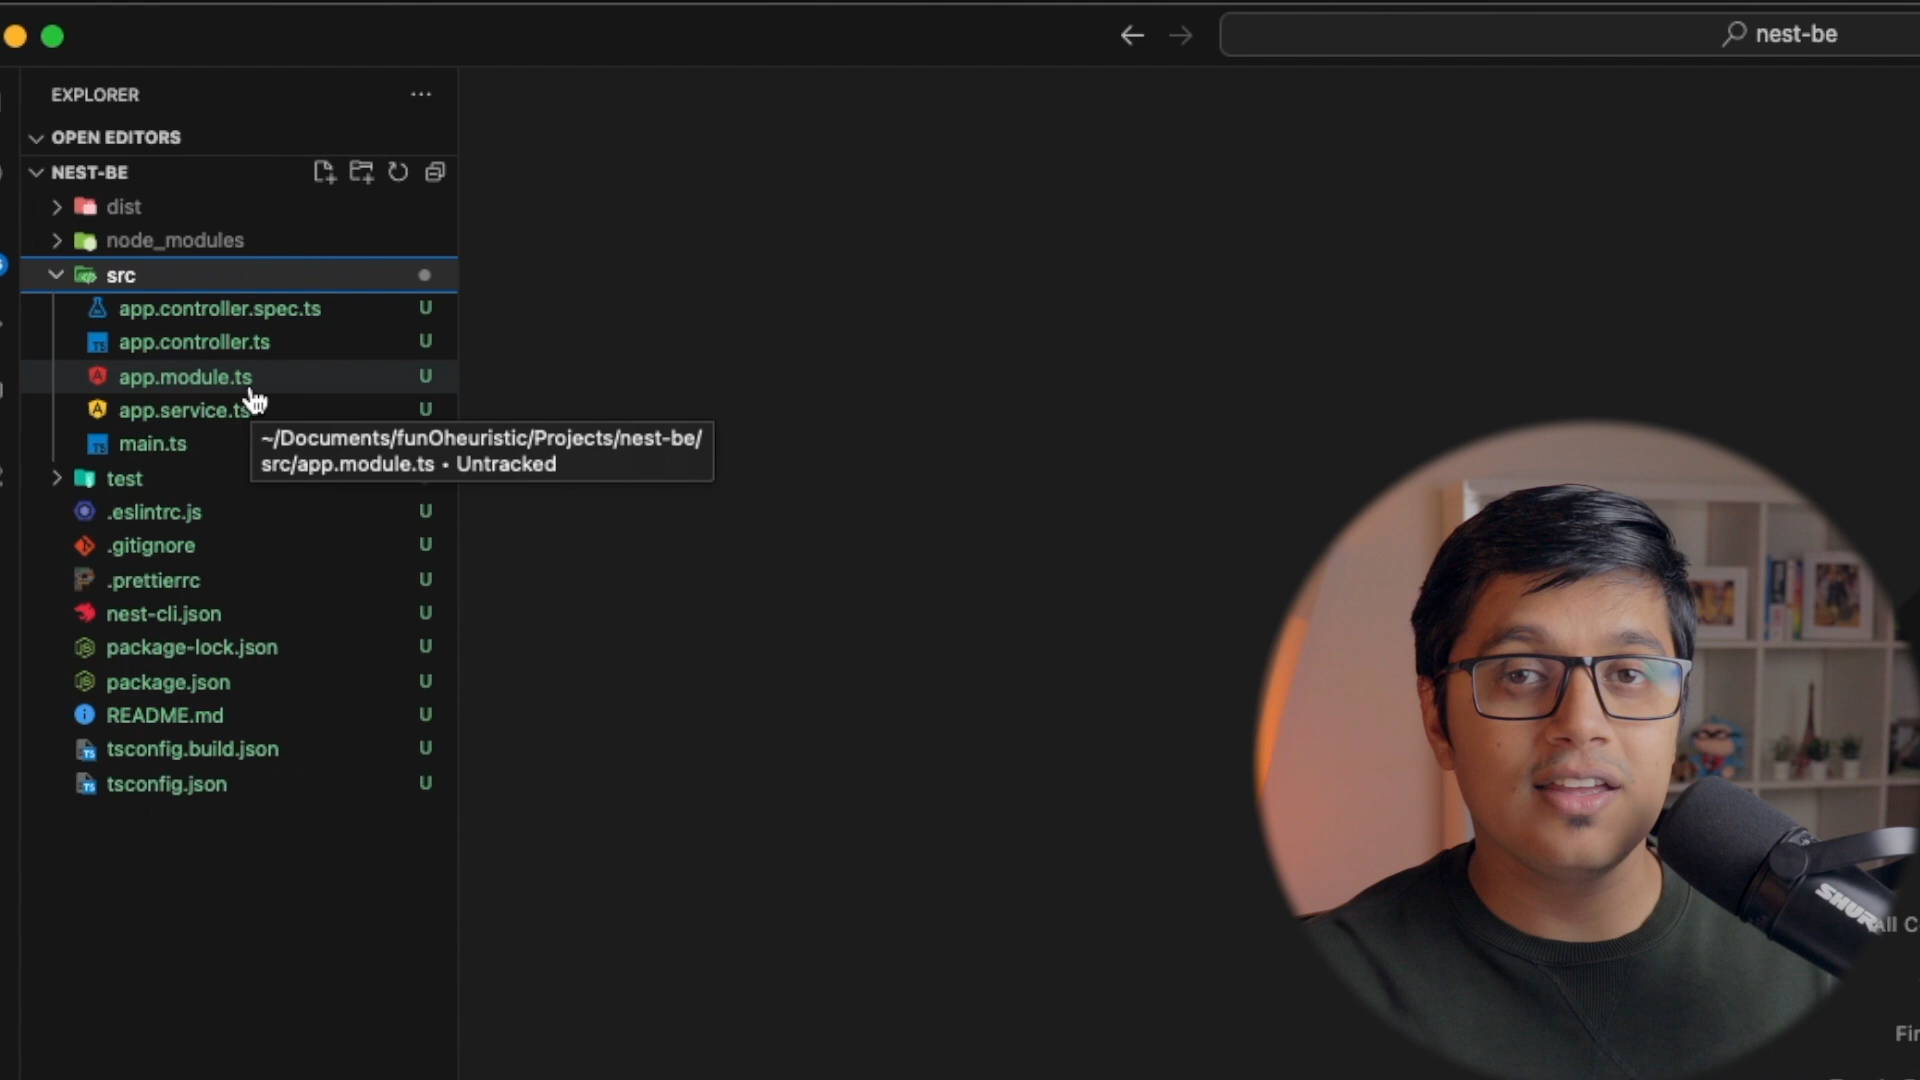 nest-be
EXPLORER
OPEN EDITORS
NEST-BE
dist
node_modules
src
app.controller.spec.ts U
app.controller.ts U
app.module.ts U
app.service.ts U
~/Documents/funOheuristic/Projects/nest-be/
src/app.module.ts • Untracked
main.ts
test
.eslintrc.js U
.gitignore U
.prettierrc U
nest-cli.json U
package-lock.json U
package.json U
README.md U
tsconfig.build.json U
tsconfig.json U
SHUR